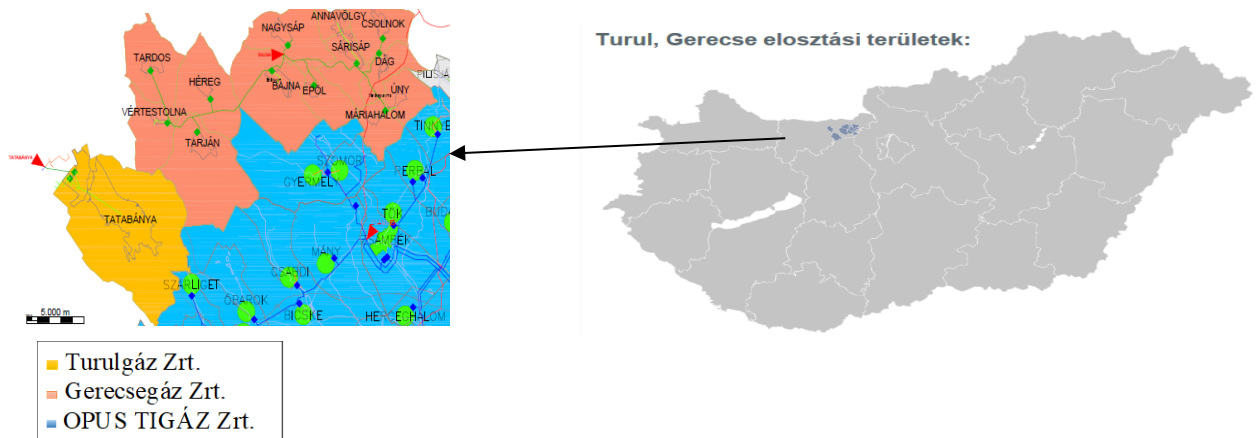 Turul, Gerecse elosztási területek:
ANNAVÖLGY
CSOLNOK
NAGYSÁP
SÁRISÁP
TARDOS
DÁG
HÉREG
BAJNA
EPÖL
ÚNY
MÁRIAHALOM
VÉRTESTOLNA
TARJÁN
TINNYE
SZOMOR
GYERMEL
PERBÁL
TATABÁNYA
TÖK
TATABÁNYA
ZSÁMBÉK
MÁNY
CSABDI
SZÁRLIGET
ÓBAROK
BICSKE
HERCEGHALOM
5.000 m
Turulgáz Zrt.
Gerecsegáz Zrt.
OPUS TIGÁZ Zrt.